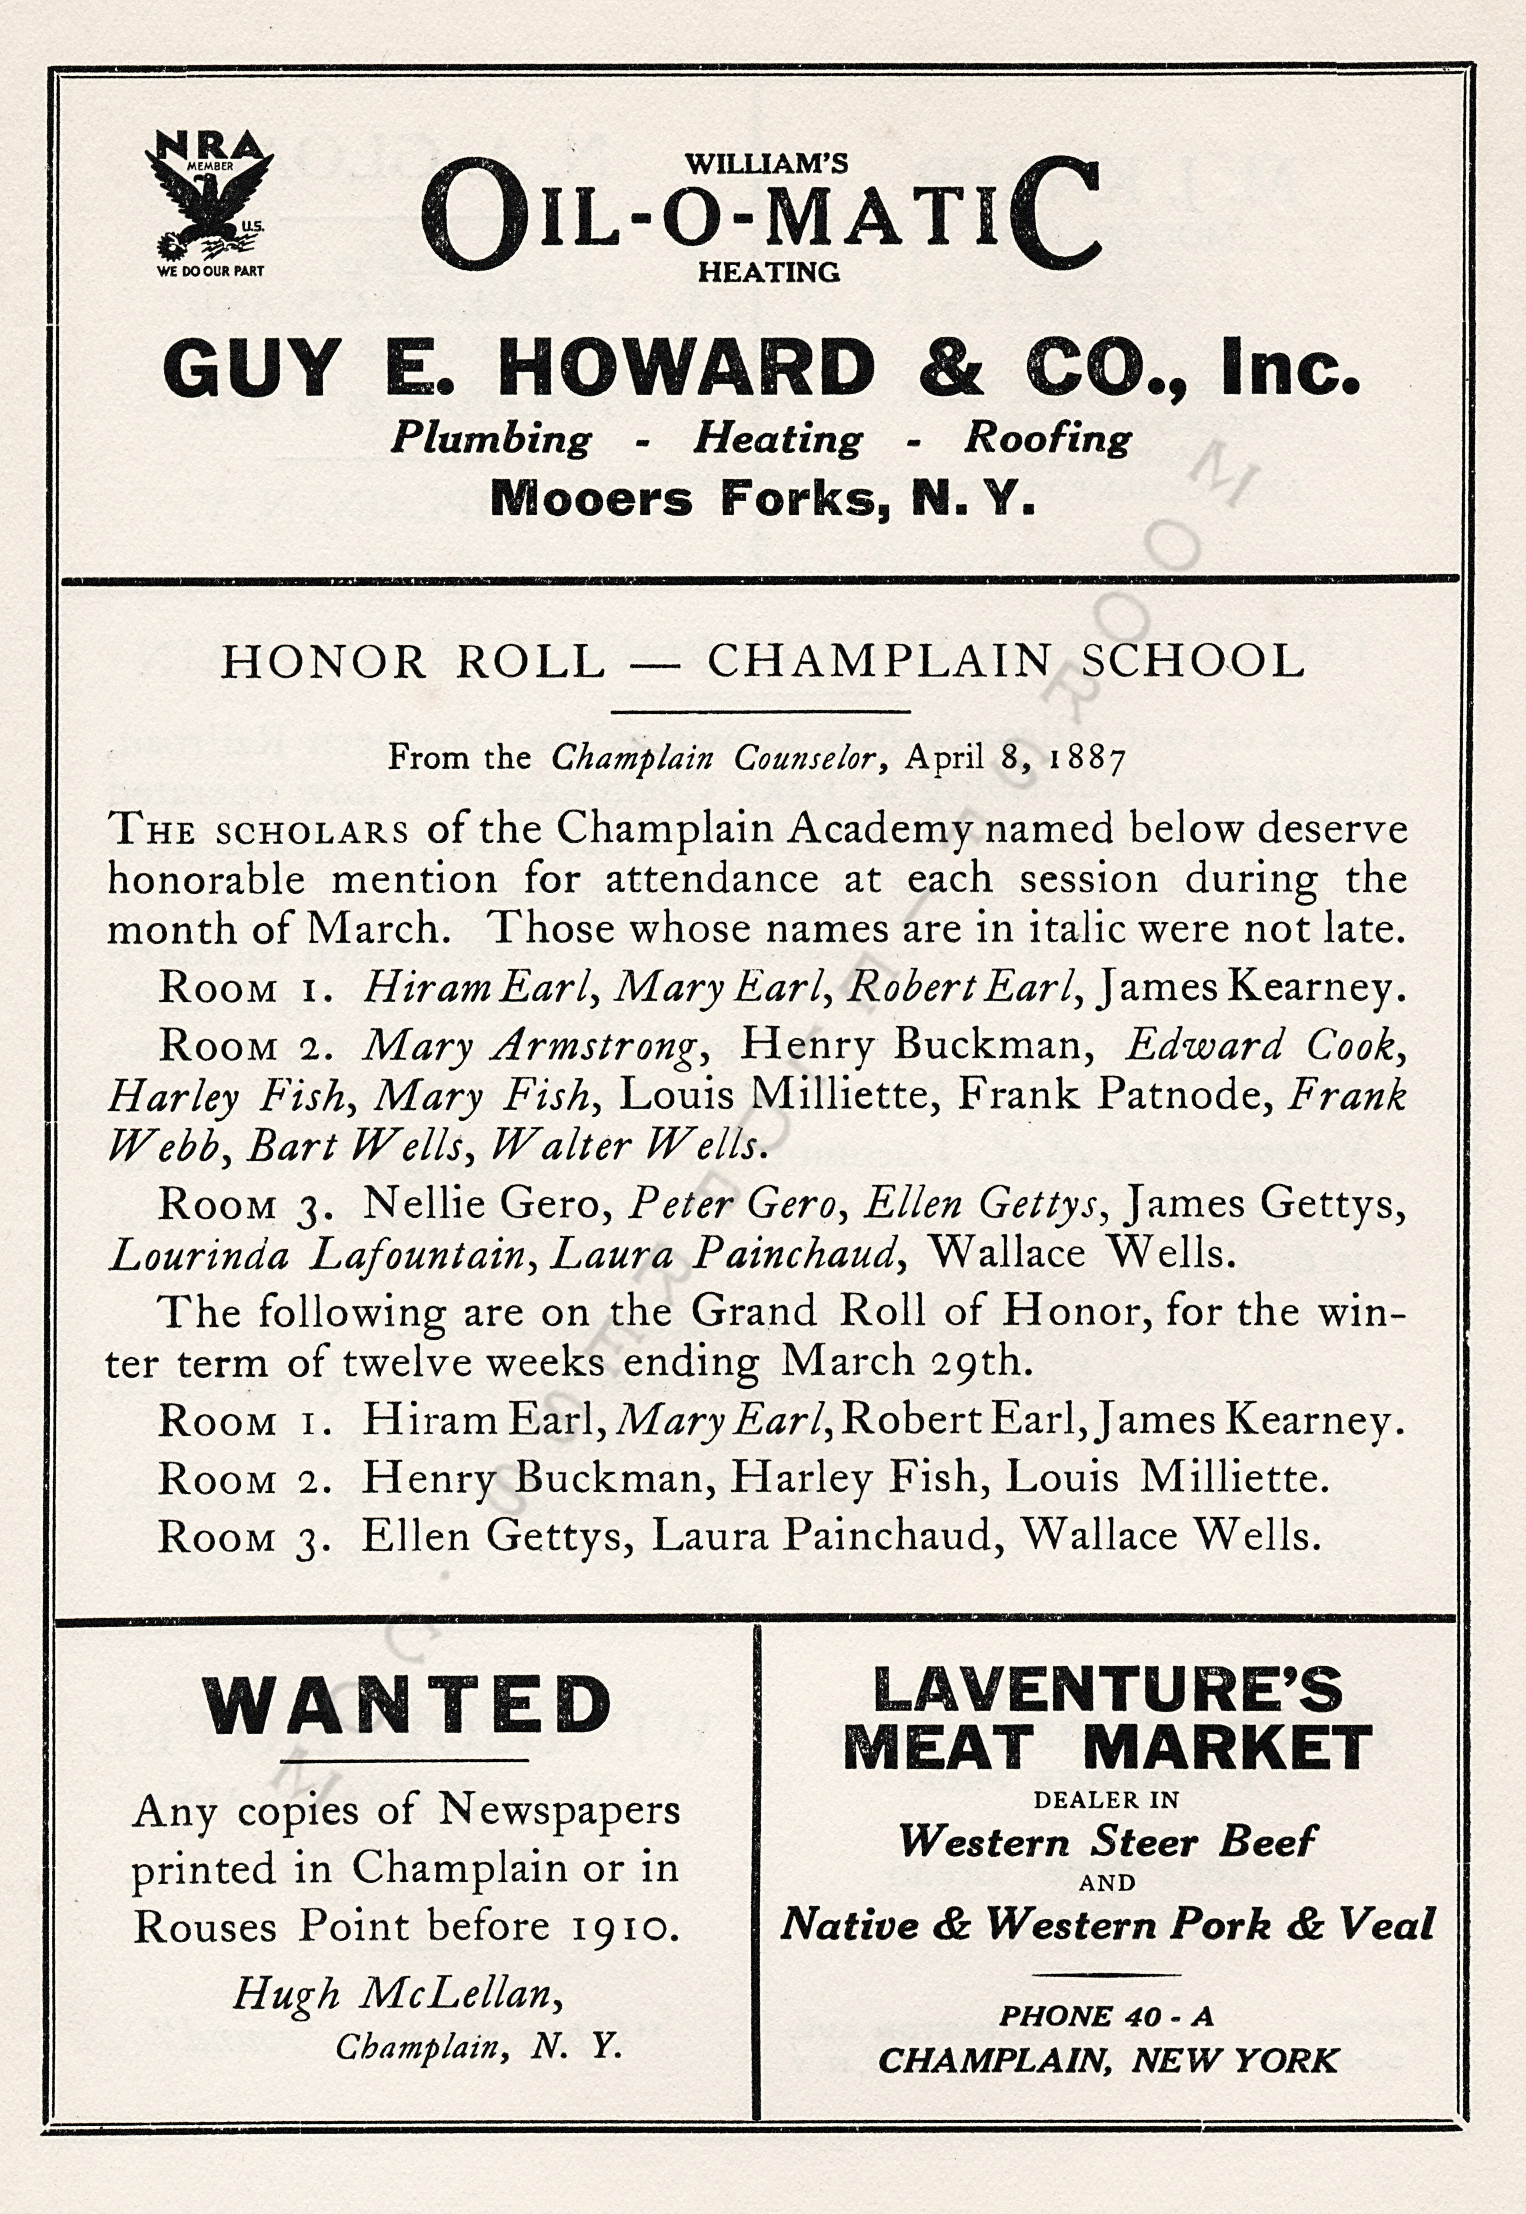 NRA
MEMBER
U.S.
WE DO OUR PART
WILLIAM'S
OIL-O-MATIC
HEATING
GUY E. HOWARD & CO., Inc.
Plumbing - Heating - Roofing
Mooers Forks, N. Y.
HONOR ROLL — CHAMPLAIN SCHOOL
From the Champlain Counselor, April 8, 1887
THE SCHOLARS of the Champlain Academy named below deserve
honorable mention for attendance at each session during the
month of March. Those whose names are in italic were not late.
ROOM 1. Hiram Earl, Mary Earl, Robert Earl, James Kearney.
ROOM 2. Mary Armstrong, Henry Buckman, Edward Cook,
Harley Fish, Mary Fish, Louis Milliette, Frank Patnode, Frank
Webb, Bart Wells, Walter Wells.
ROOM 3. Nellie Gero, Peter Gero, Ellen Gettys, James Gettys,
Lourinda Lafountain, Laura Painchaud, Wallace Wells.
The following are on the Grand Roll of Honor, for the win-
ter term of twelve weeks ending March 29th.
ROOM 1. Hiram Earl, Mary Earl, Robert Earl, James Kearney.
ROOM 2. Henry Buckman, Harley Fish, Louis Milliette.
ROOM 3. Ellen Gettys, Laura Painchaud, Wallace Wells.
WANTED
Any copies of Newspapers
printed in Champlain or in
Rouses Point before 1910.
Hugh McLellan,
Champlain, N. Y.
LAVENTURE'S
MEAT MARKET
DEALER IN
Western Steer Beef
AND
Native & Western Pork & Veal
PHONE 40 - A
CHAMPLAIN, NEW YORK